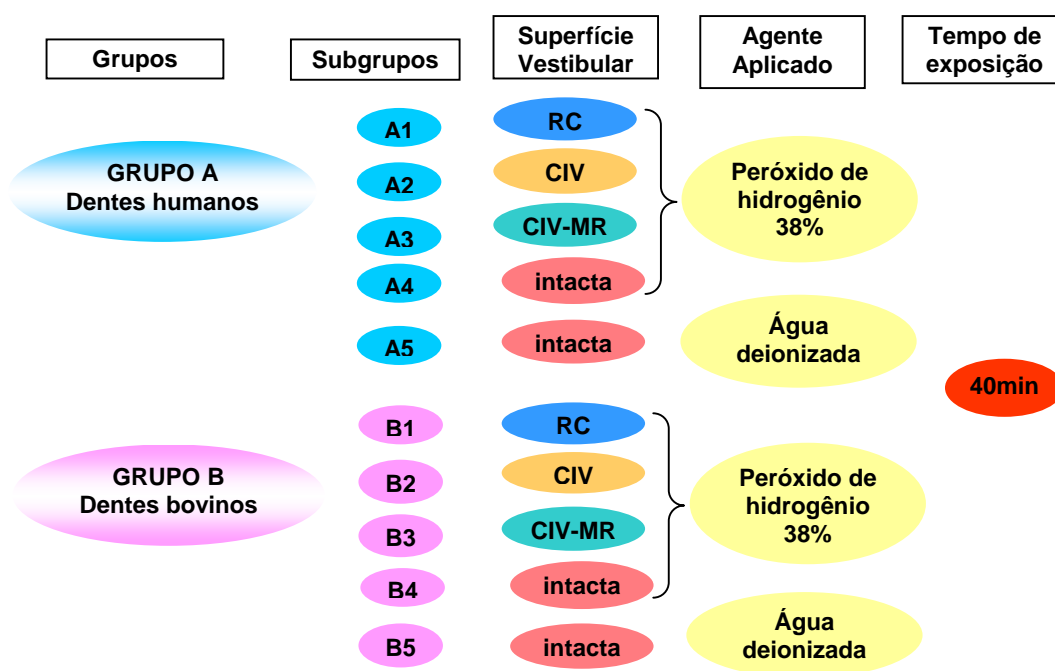 Grupos
Subgrupos
Superfície
Vestibular
Agente
Aplicado
Tempo de
exposição
GRUPO A
Dentes humanos
A1
RC
A2
CIV
A3
CIV-MR
A4
intacta
Peróxido de
hidrogênio
38%
A5
intacta
Água
deionizada
40min
GRUPO B
Dentes bovinos
B1
RC
B2
CIV
B3
CIV-MR
B4
intacta
Peróxido de
hidrogênio
38%
B5
intacta
Água
deionizada